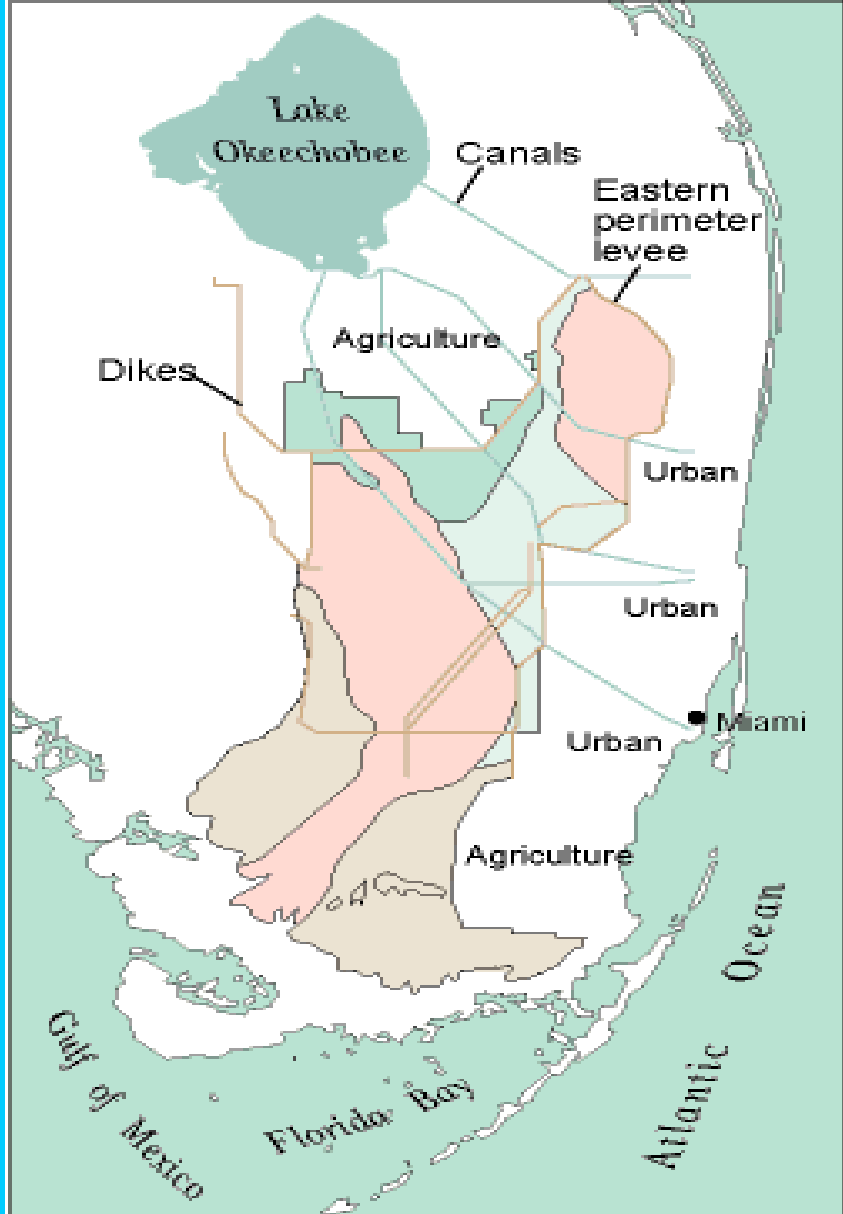 Lake
Okeechobee
Canals
Eastern
perimeter
levee
Agriculture
Dikes
Urban
Urban
Miami
Urban
Agriculture
Atlantic Ocean
Gulf of Mexico
Florida Bay